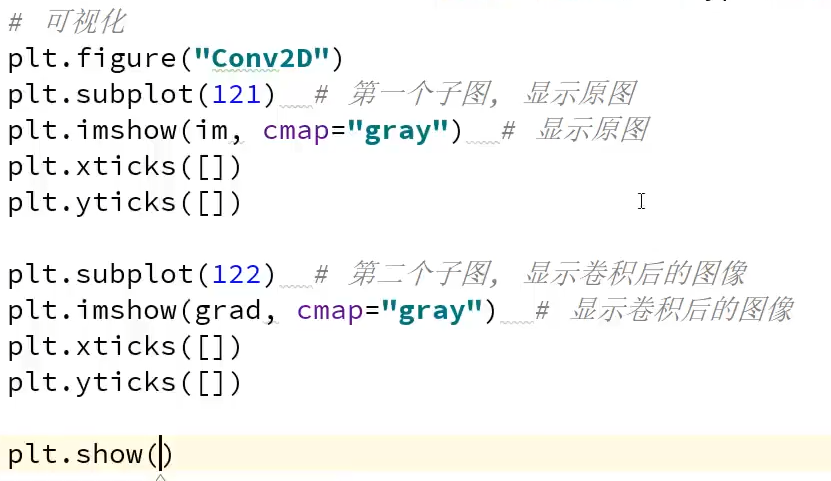 # 可视化
plt.figure("Conv2D")
plt.subplot(121)  # 第一个子图, 显示原图
plt.imshow(im, cmap="gray")  # 显示原图
plt.xticks([])
plt.yticks([])
plt.subplot(122)  # 第二个子图, 显示卷积后的图像
plt.imshow(grad, cmap="gray")  # 显示卷积后的图像
plt.xticks([])
plt.yticks([])
plt.show()